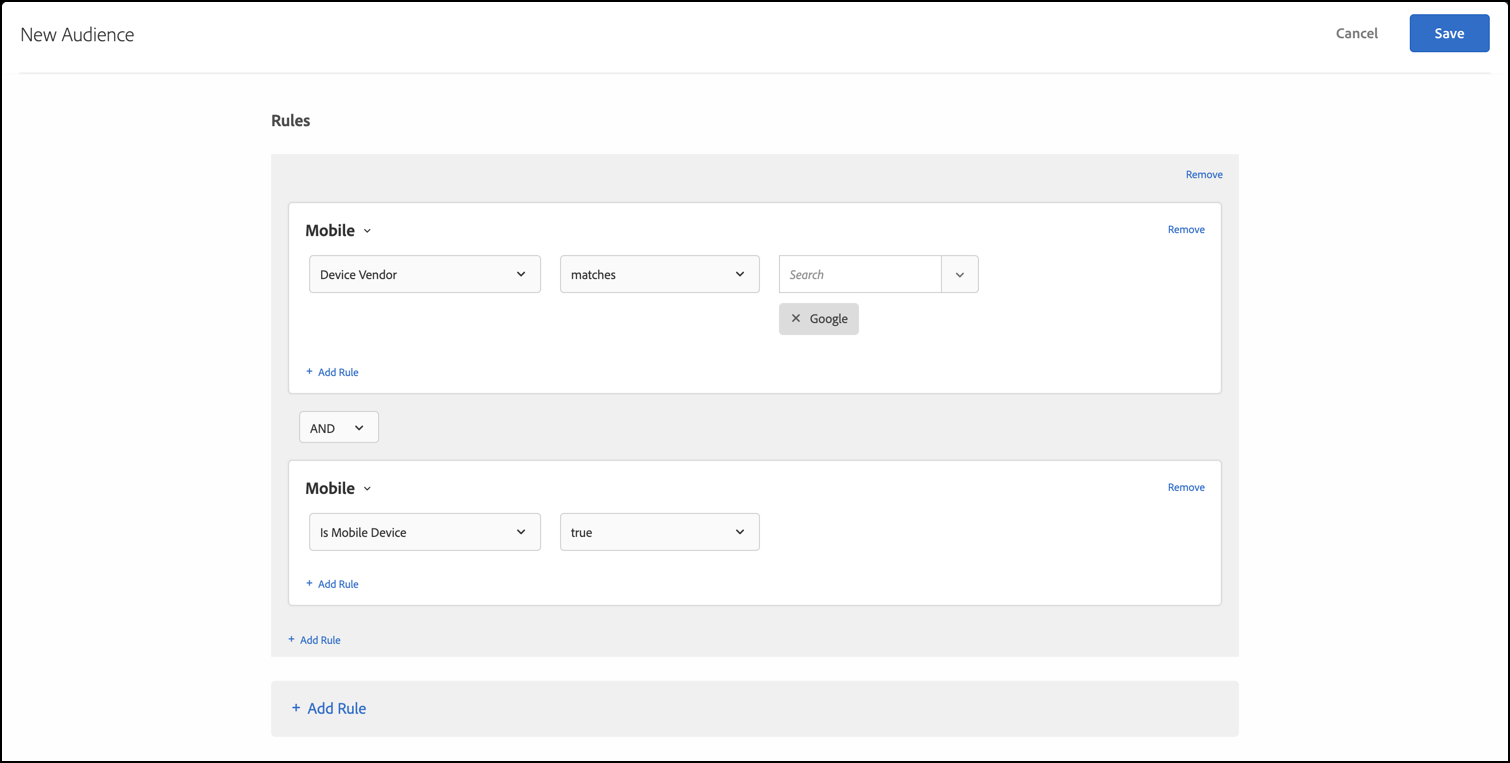 New Audience
Cancel
Save
Rules
Remove
Mobile
Remove
Device Vendor
matches
Search
× Google
+ Add Rule
AND
Mobile
Remove
Is Mobile Device
true
+ Add Rule
+ Add Rule
+ Add Rule